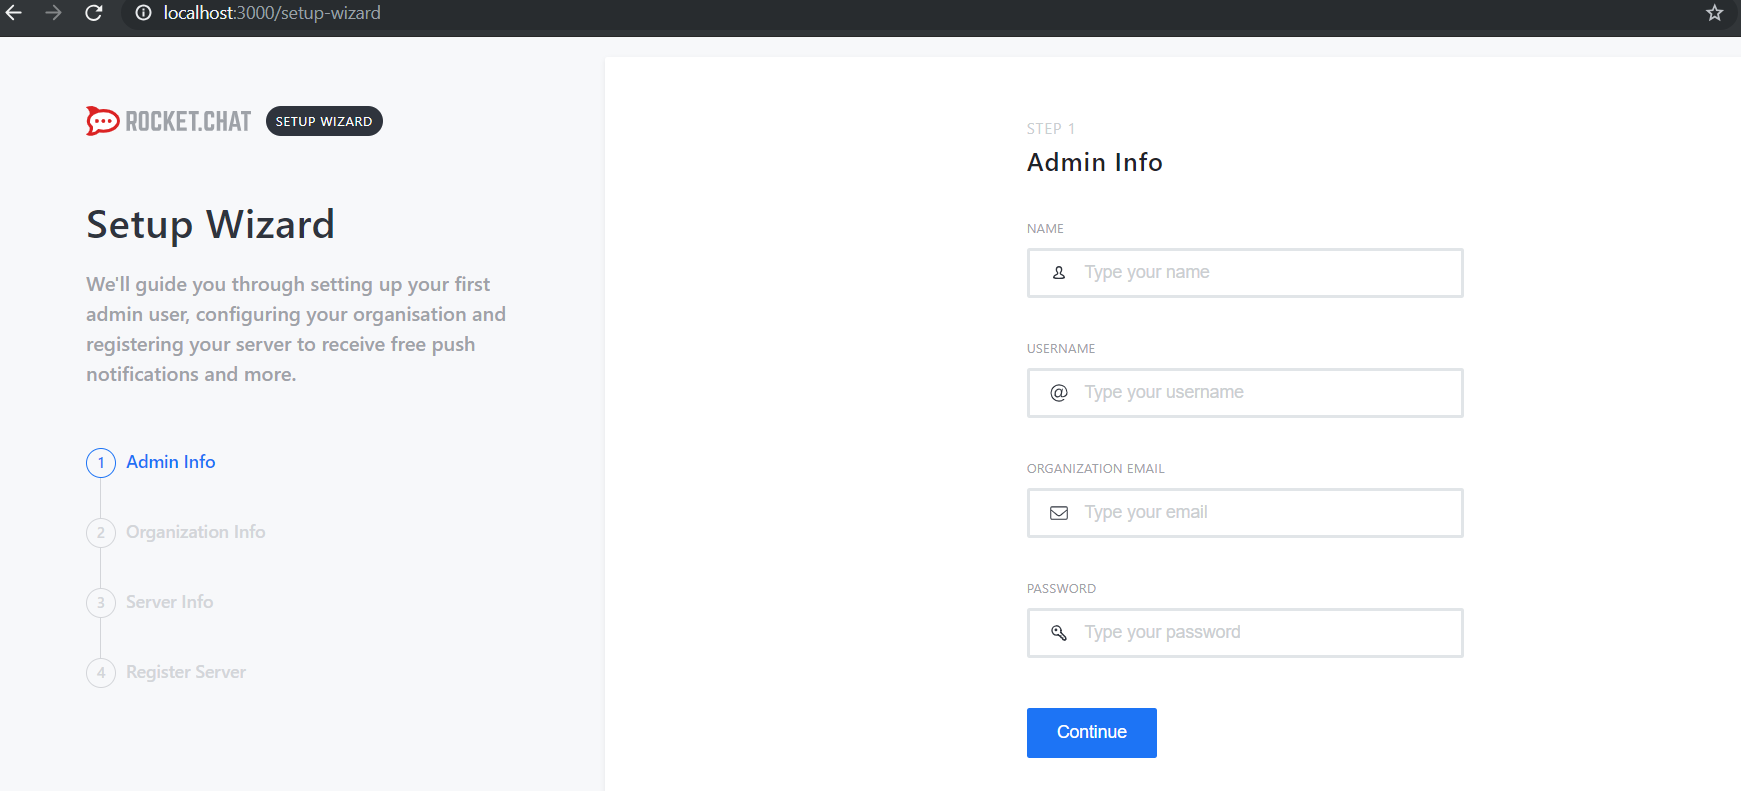 localhost:3000/setup-wizard
ROCKET.CHAT SETUP WIZARD
Setup Wizard
We'll guide you through setting up your first
admin user, configuring your organisation and
registering your server to receive free push
notifications and more.
1 Admin Info
2 Organization Info
3 Server Info
4 Register Server
STEP 1
Admin Info
NAME
Type your name
USERNAME
@ Type your username
ORGANIZATION EMAIL
Type your email
PASSWORD
Type your password
Continue